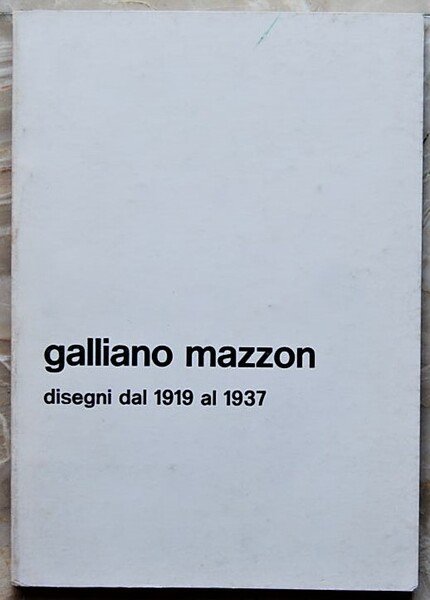 galliano mazzon
disegni dal 1919 al 1937